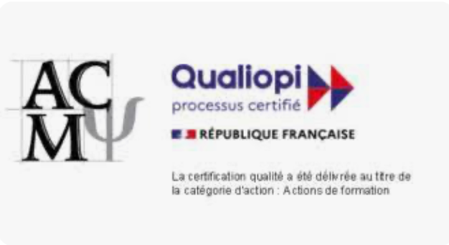 AC
Mψ
Qualiopi
processus certifié
RÉPUBLIQUE FRANÇAISE
La certification qualité a été délivrée au titre de
la catégorie d'action : Actions de formation